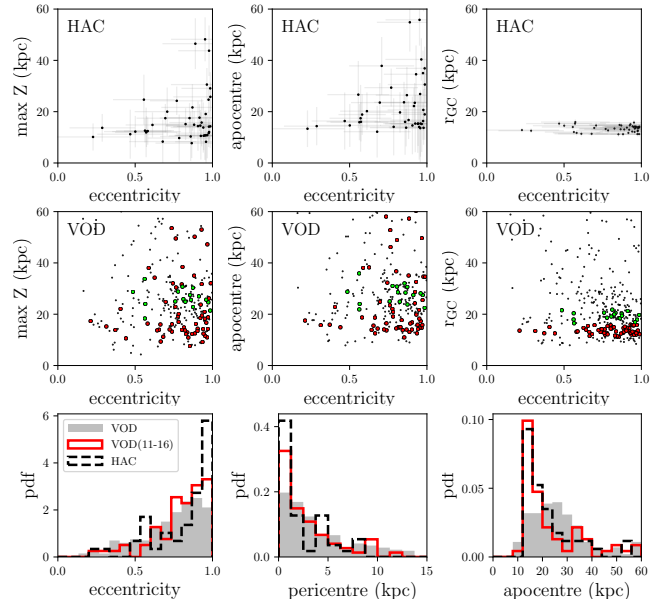 HAC HAC HAC
60 60 60
40 40 40
20 20 20
0 0 0
max Z (kpc) apocentre (kpc) r_GC (kpc)
0.0 0.5 1.0 0.0 0.5 1.0 0.0 0.5 1.0
eccentricity eccentricity eccentricity
VOD VOD VOD
60 60 60
40 40 40
20 20 20
0 0 0
max Z (kpc) apocentre (kpc) r_GC (kpc)
0.0 0.5 1.0 0.0 0.5 1.0 0.0 0.5 1.0
eccentricity eccentricity eccentricity
VOD
VOD(11-16)
HAC
6 0.4 0.10
4 0.2 0.05
2
0 0.0 0.00
pdf pdf pdf
0.0 0.5 1.0 0 5 10 15 0 10 20 30 40 50 60
eccentricity pericentre (kpc) apocentre (kpc)